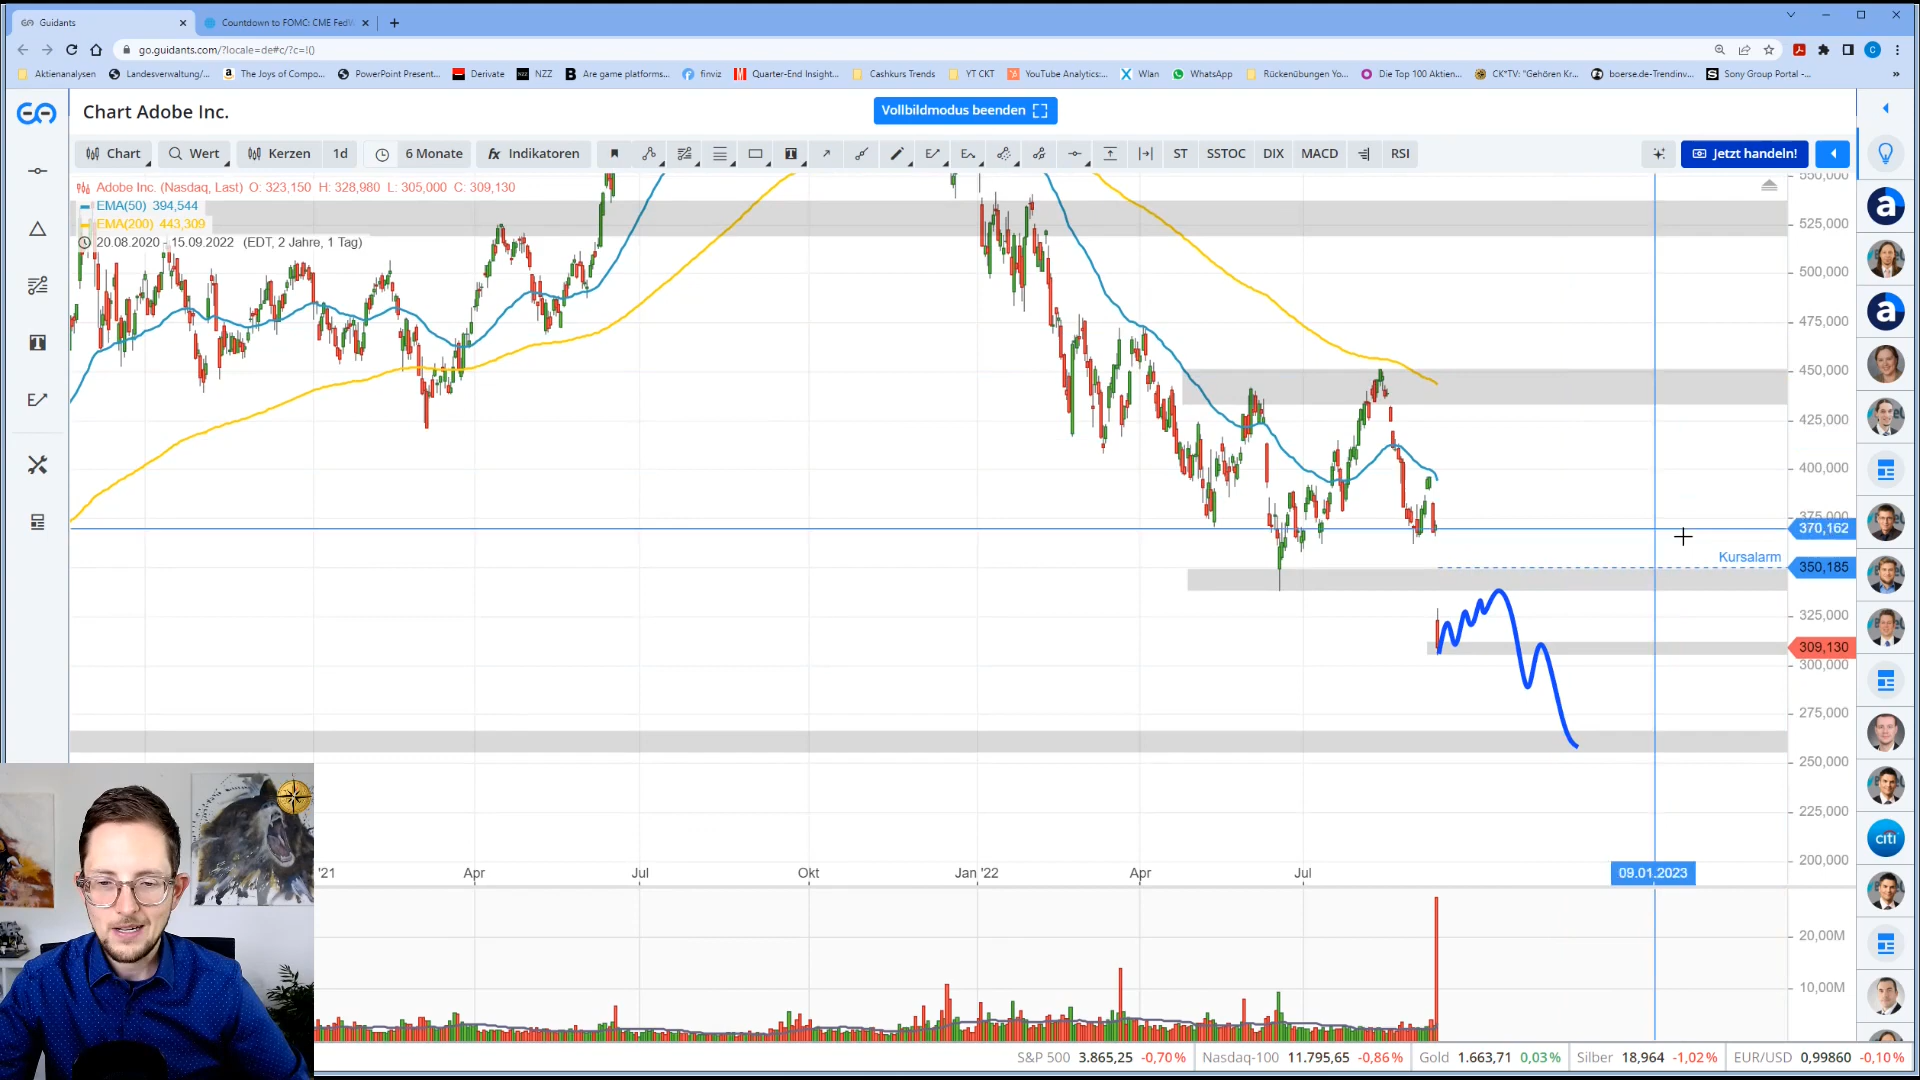 Guidants
Countdown to FOMC: CME FedW
go.guidants.com/?locale=de#c/?c=!()
Aktienanalysen
Landesverwaltung/...
The Joys of Compo...
PowerPoint Present...
Derivate
NZZ
Are game platforms...
finviz
Quarter-End Insight...
Cashkurs Trends
YT CKT
YouTube Analytics:...
Wlan
WhatsApp
Rückenübungen Yo...
Die Top 100 Aktien...
CK*TV: "Gehören Kr...
boerse.de-Trendinv...
Sony Group Portal -...
Chart Adobe Inc.
Vollbildmodus beenden
Chart
Wert
Kerzen
1d
6 Monate
fx Indikatoren
ST
SSTOC
DIX
MACD
RSI
Jetzt handeln!
Adobe Inc. (Nasdaq, Last) O: 323,150 H: 328,980 L: 305,000 C: 309,130
EMA(50) 394,544
EMA(200) 443,309
20.08.2020 - 15.09.2022 (EDT, 2 Jahre, 1 Tag)
550,000
525,000
500,000
475,000
450,000
425,000
400,000
375,000
370,162
Kursalarm
350,185
325,000
309,130
300,000
275,000
250,000
225,000
200,000
'21
Apr
Jul
Okt
Jan '22
Apr
Jul
09.01.2023
20,00M
10,00M
citi
S&P 500 3.865,25 -0,70 %
Nasdaq-100 11.795,65 -0,86 %
Gold 1.663,71 0,03 %
Silber 18,964 -1,02 %
EUR/USD 0,99860 -0,10 %